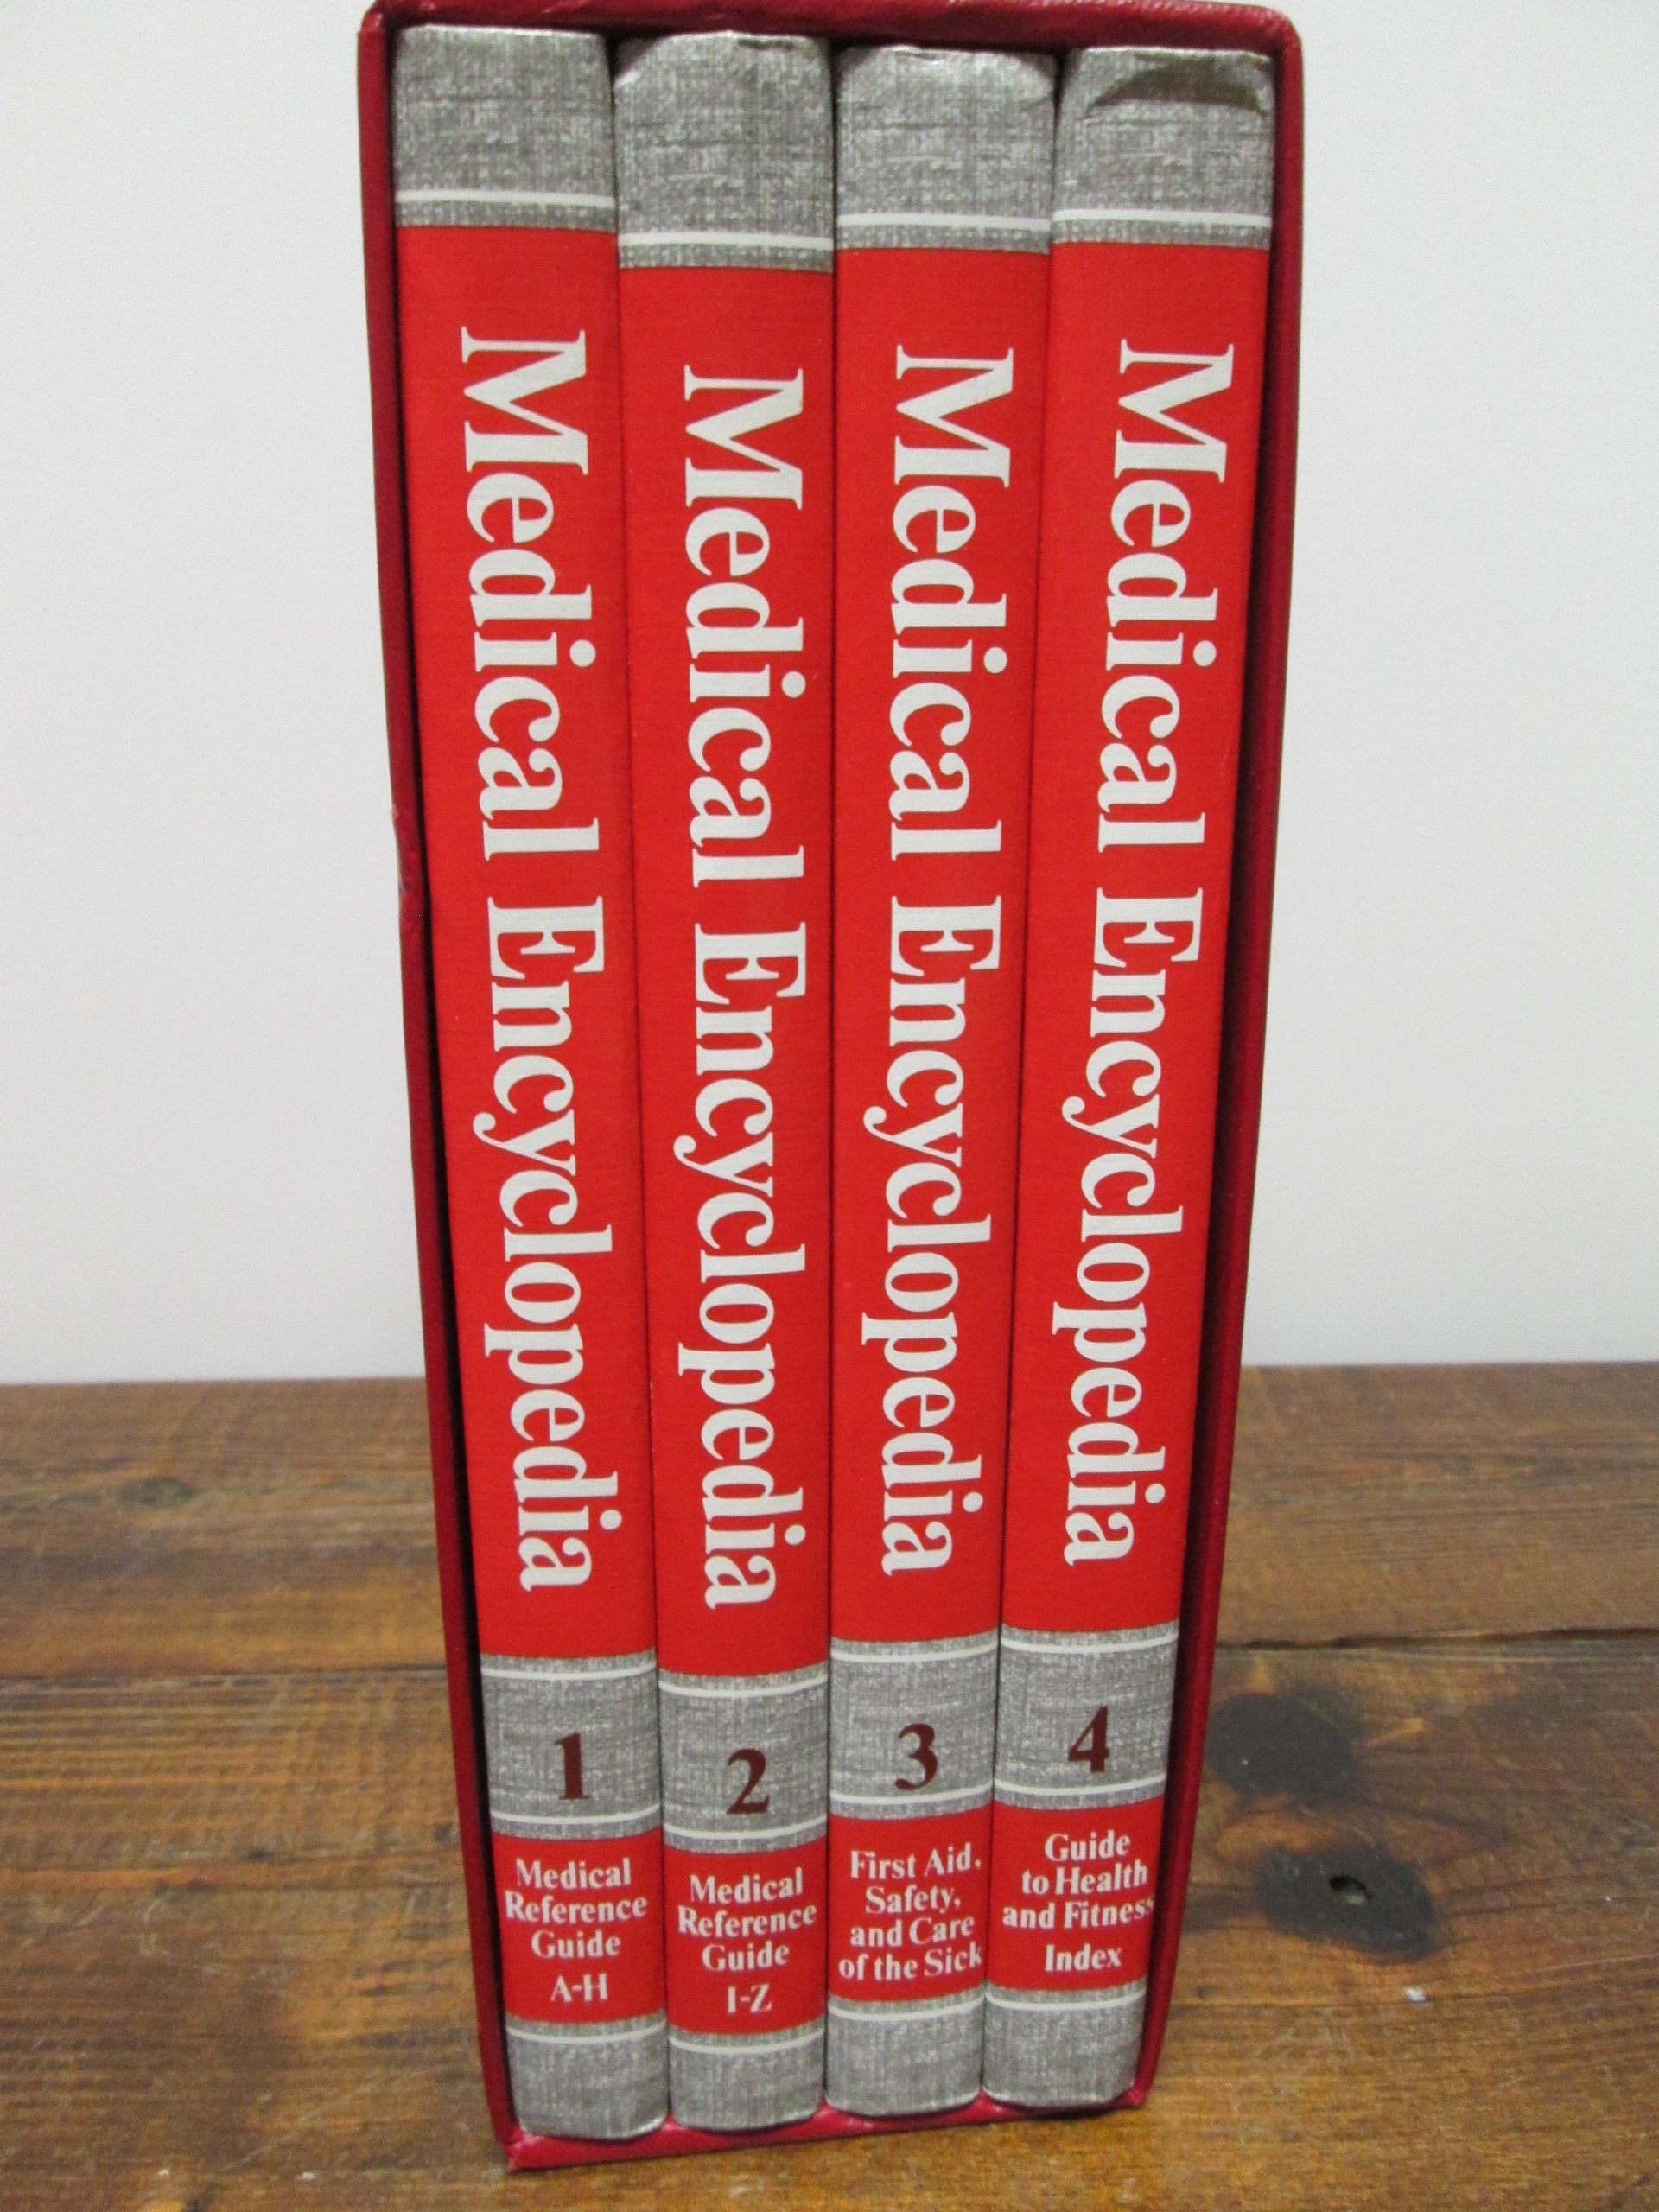 Medical Encyclopedia
1
Medical
Reference
Guide
A-H
Medical Encyclopedia
2
Medical
Reference
Guide
I-Z
Medical Encyclopedia
3
First Aid,
Safety,
and Care
of the Sick
Medical Encyclopedia
4
Guide
to Health
and Fitness
Index